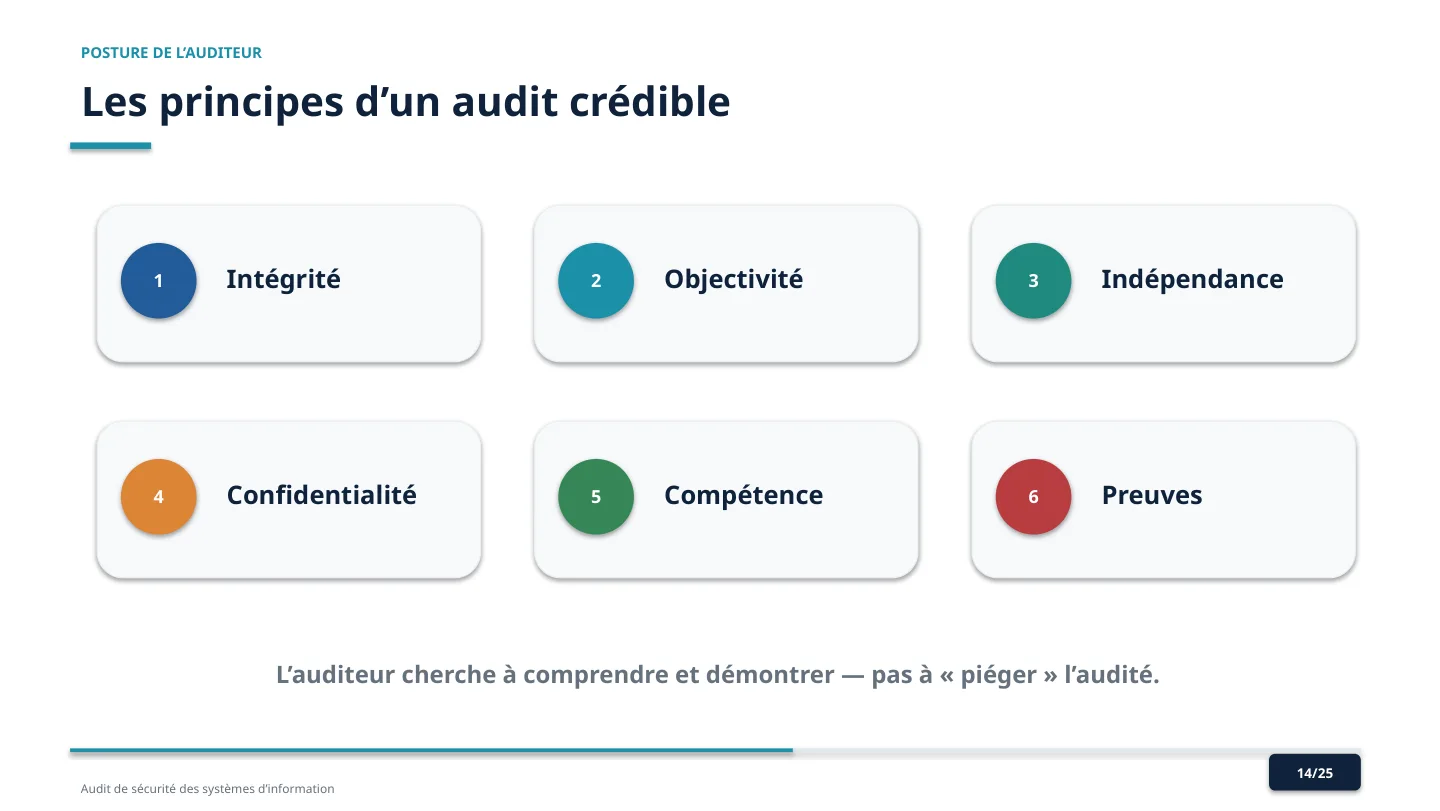 POSTURE DE L’AUDITEUR
Les principes d’un audit crédible
1 Intégrité
2 Objectivité
3 Indépendance
4 Confidentialité
5 Compétence
6 Preuves
L’auditeur cherche à comprendre et démontrer — pas à « piéger » l’audité.
14/25
Audit de sécurité des systèmes d’information